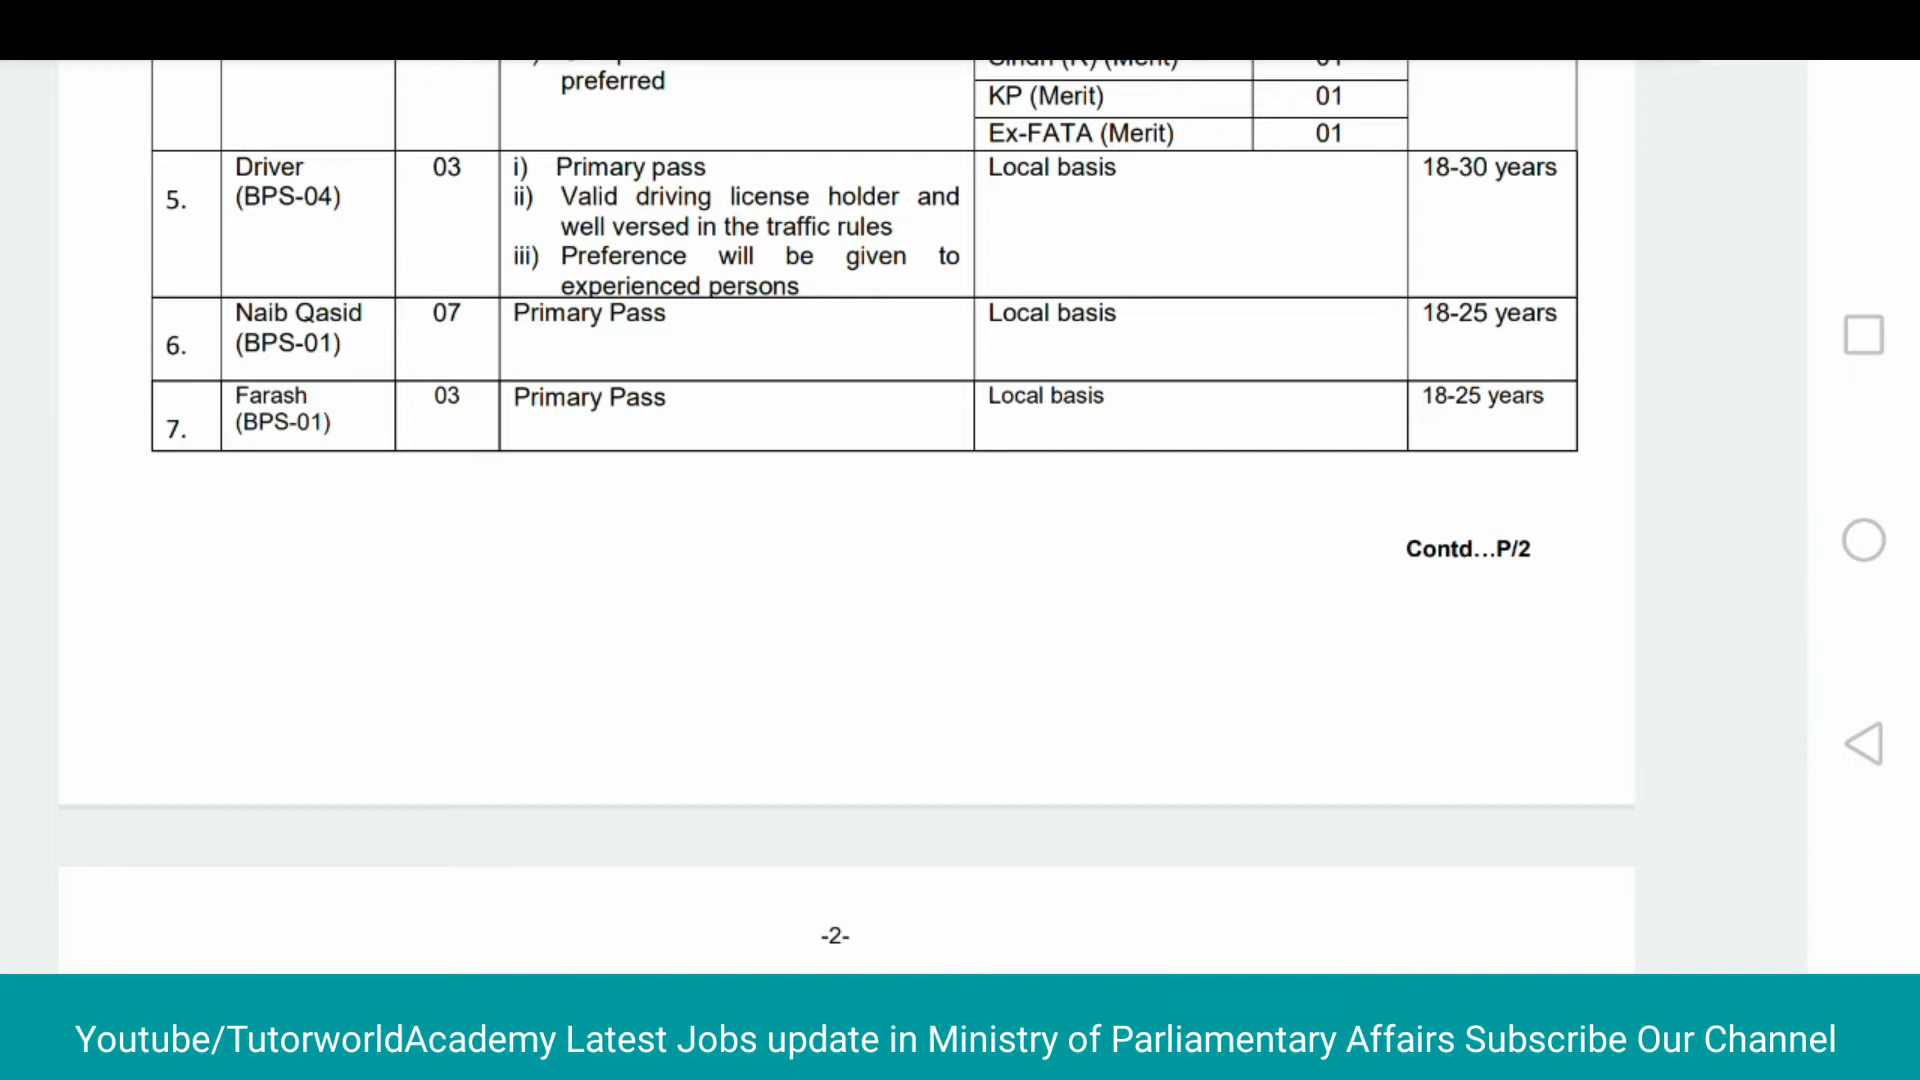 preferred
Sindh (R) (Merit) 01
KP (Merit) 01
Ex-FATA (Merit) 01
5. Driver (BPS-04) 03 i) Primary pass Local basis 18-30 years
ii) Valid driving license holder and
well versed in the traffic rules
iii) Preference will be given to
experienced persons
6. Naib Qasid (BPS-01) 07 Primary Pass Local basis 18-25 years
7. Farash (BPS-01) 03 Primary Pass Local basis 18-25 years
Contd...P/2
-2-
Youtube/TutorworldAcademy Latest Jobs update in Ministry of Parliamentary Affairs Subscribe Our Channel